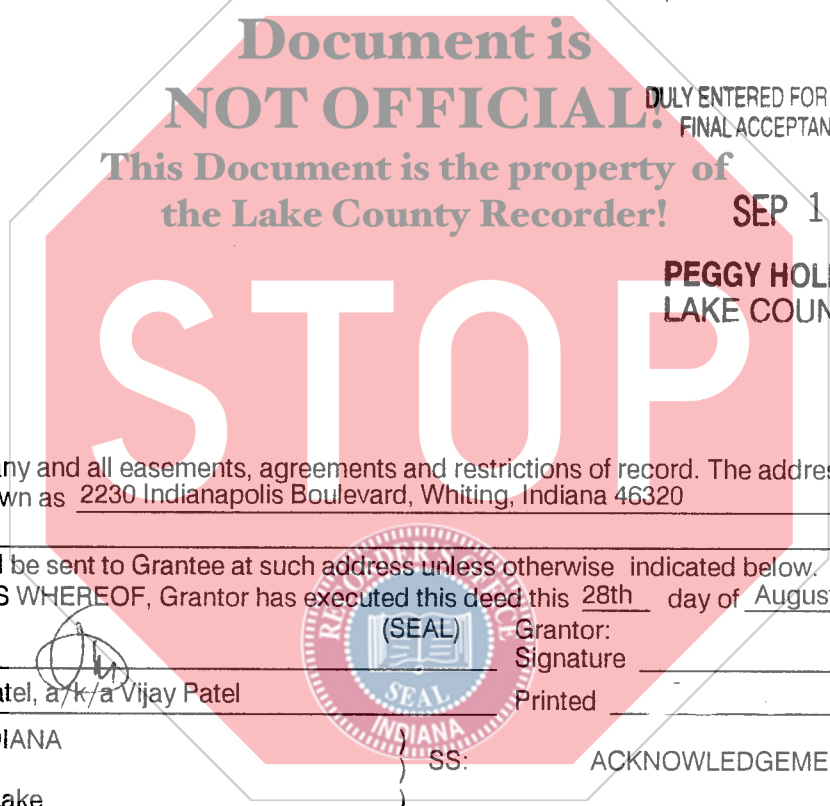 Document is
NOT OFFICIAL!
DULY ENTERED FOR
FINAL ACCEPTAN
This Document is the property of
the Lake County Recorder!
SEP 1
PEGGY HOL
LAKE COUN
STOP
any and all easements, agreements and restrictions of record. The addres
wn as 2230 Indianapolis Boulevard, Whiting, Indiana 46320
l be sent to Grantee at such address unless otherwise indicated below.
S WHEREOF, Grantor has executed this deed this 28th day of August
(SEAL) Grantor:
Signature
atel, a/k/a Vijay Patel Printed
RECORDER'S OFFICE
SEAL
INDIANA
DIANA
) SS: ACKNOWLEDGEME
)
ake )